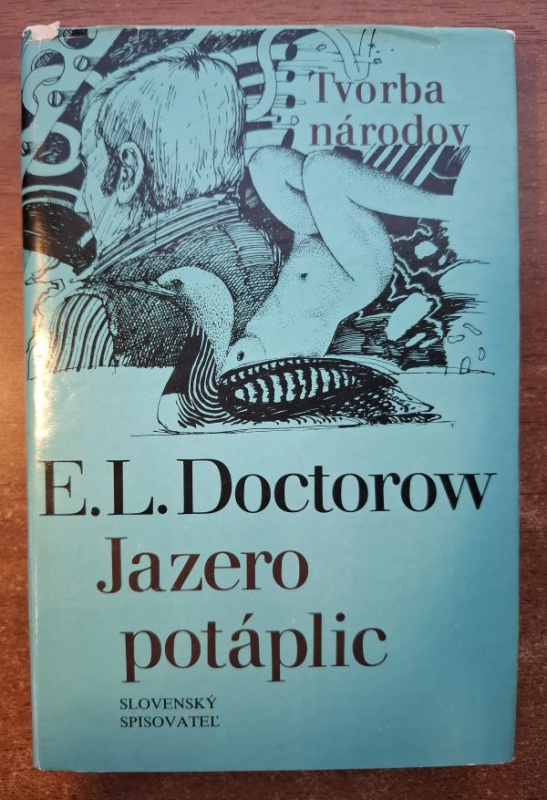 Tvorba
národov
E.L.Doctorow
Jazero
potáplic
SLOVENSKÝ
SPISOVATEĽ